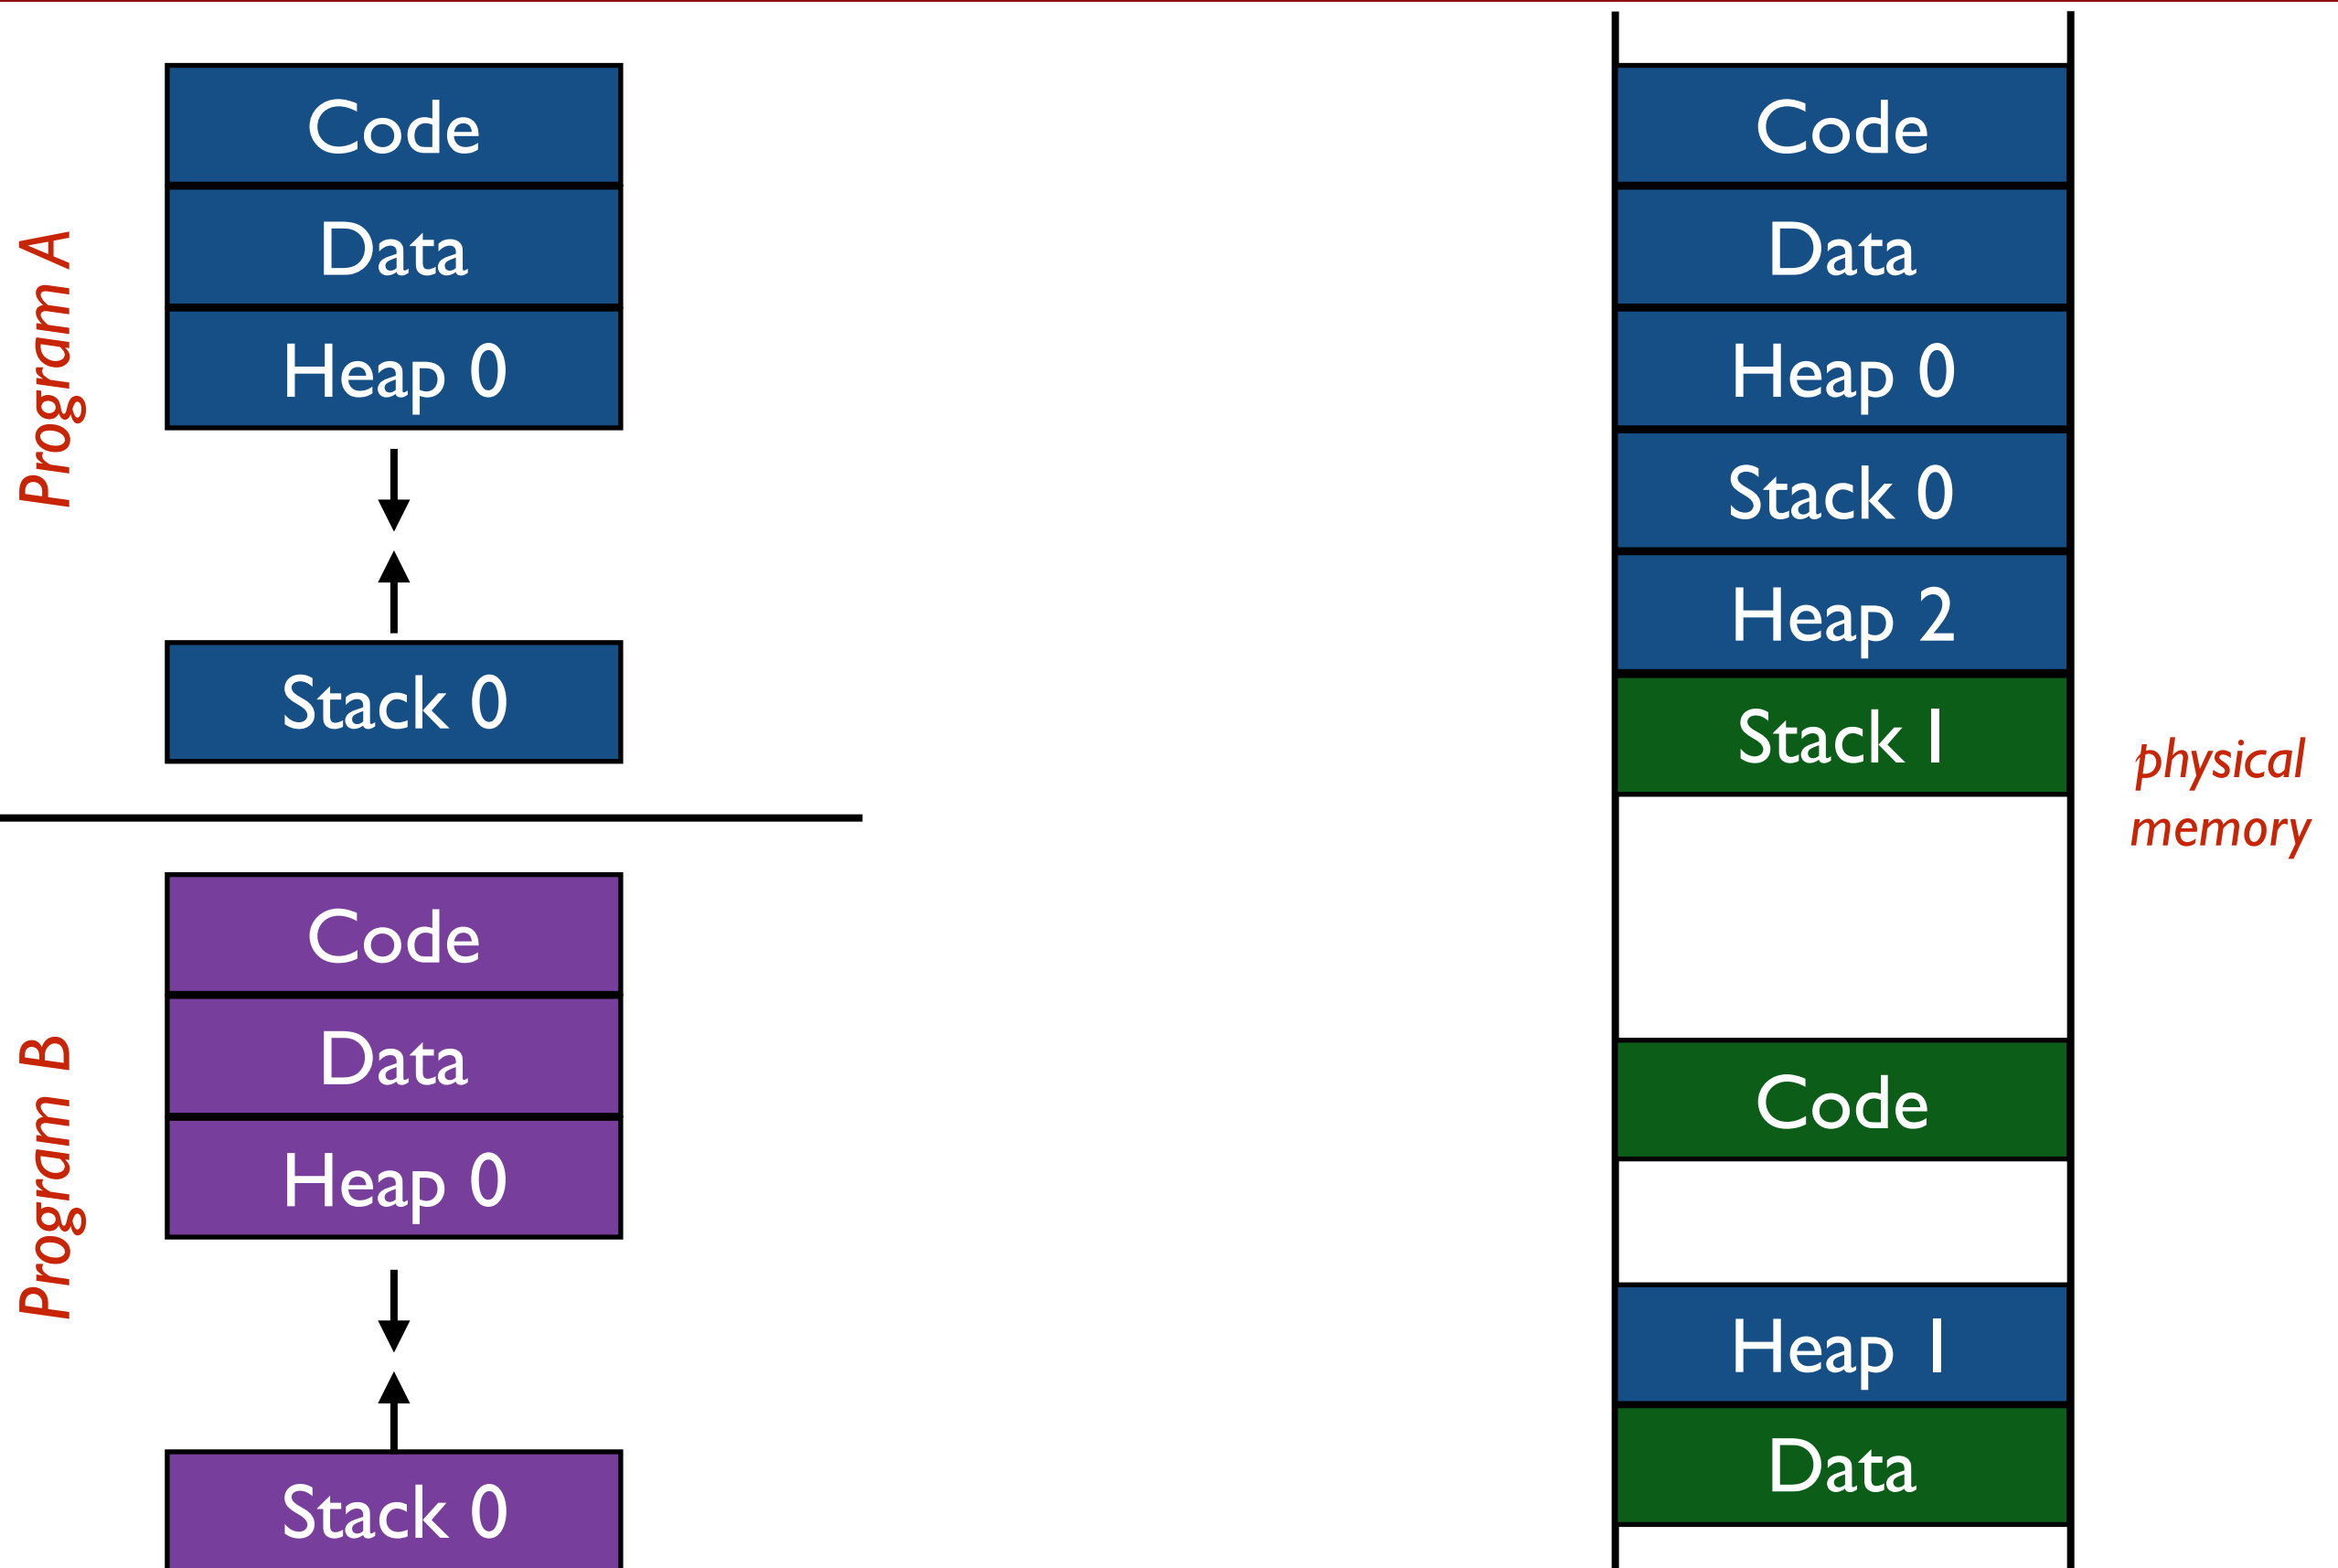 Program A
Code
Data
Heap 0
Stack 0
Program B
Code
Data
Heap 0
Stack 0
Code
Data
Heap 0
Stack 0
Heap 2
Stack 1
Code
Heap 1
Data
physical
memory